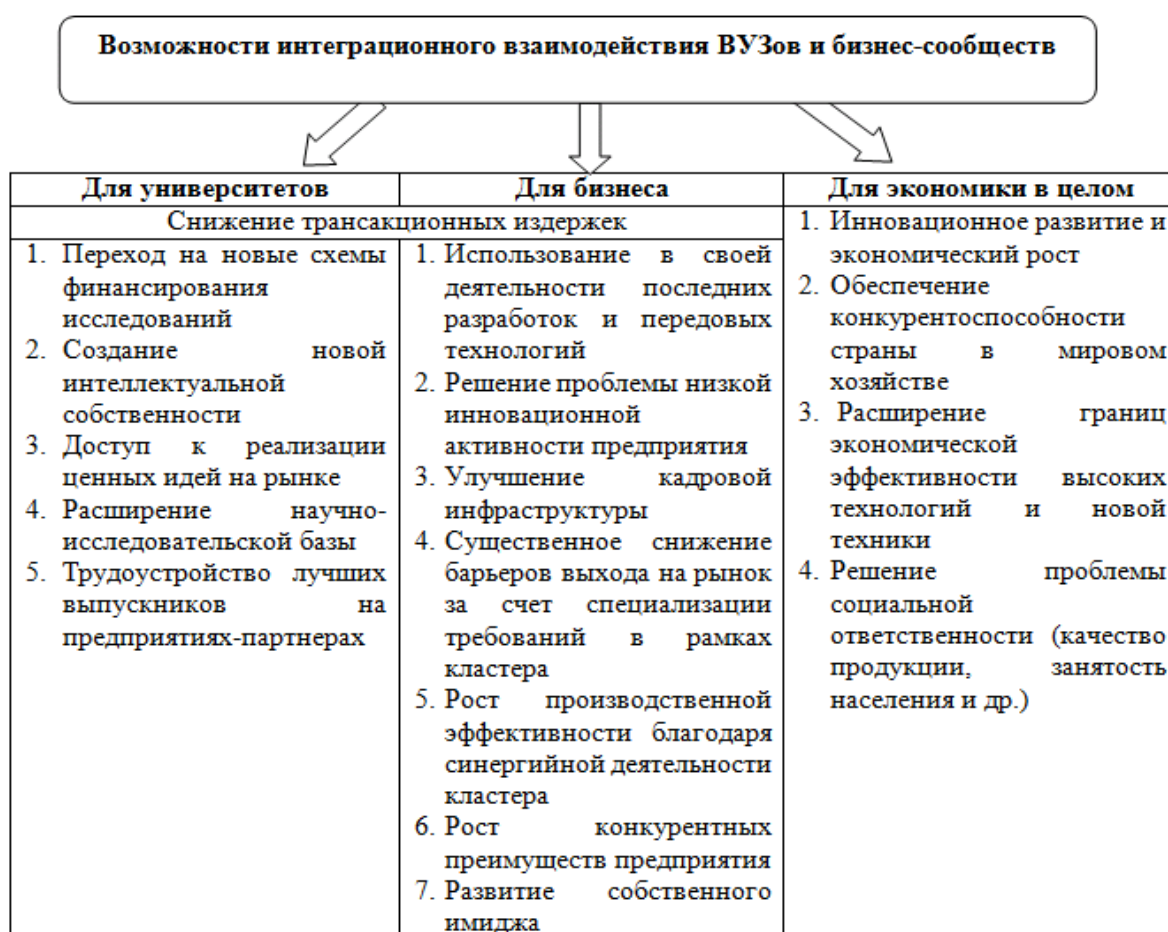 Возможности интеграционного взаимодействия ВУЗов и бизнес-сообществ
Для университетов
Для бизнеса
Для экономики в целом
Снижение трансакционных издержек
1. Переход на новые схемы
финансирования
исследований
2. Создание новой
интеллектуальной
собственности
3. Доступ к реализации
ценных идей на рынке
4. Расширение научно-
исследовательской базы
5. Трудоустройство лучших
выпускников на
предприятиях-партнерах
1. Использование в своей
деятельности последних
разработок и передовых
технологий
2. Решение проблемы низкой
инновационной
активности предприятия
3. Улучшение кадровой
инфраструктуры
4. Существенное снижение
барьеров выхода на рынок
за счет специализации
требований в рамках
кластера
5. Рост производственной
эффективности благодаря
синергийной деятельности
кластера
6. Рост конкурентных
преимуществ предприятия
7. Развитие собственного
имиджа
1. Инновационное развитие и
экономический рост
2. Обеспечение
конкурентоспособности
страны в мировом
хозяйстве
3. Расширение границ
экономической
эффективности высоких
технологий и новой
техники
4. Решение проблемы
социальной
ответственности (качество
продукции, занятость
населения и др.)